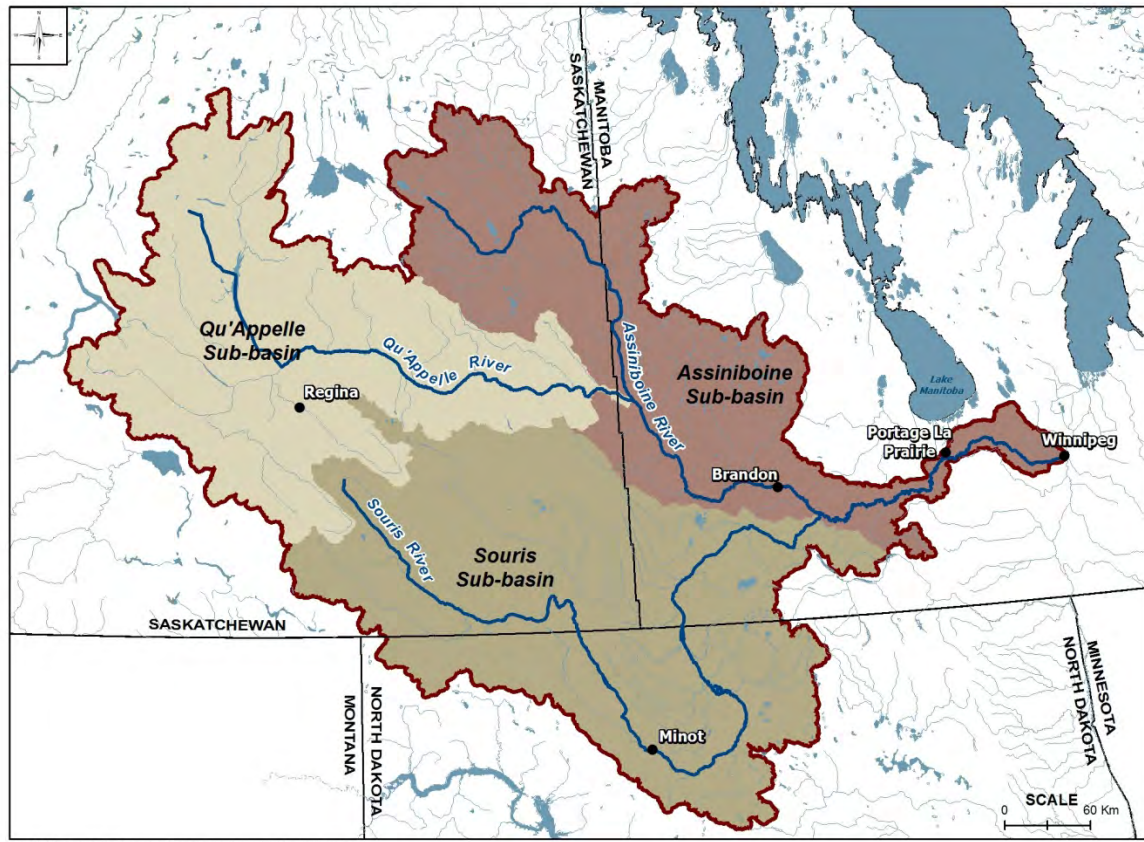 N
MANITOBA
SASKATCHEWAN
Qu'Appelle
Sub-basin
Qu'Appelle River
Assiniboine River
Assiniboine
Sub-basin
Lake
Manitoba
Regina
Portage La
Prairie
Winnipeg
Brandon
Souris River
Souris
Sub-basin
SASKATCHEWAN
MONTANA
NORTH DAKOTA
MINNESOTA
NORTH DAKOTA
Minot
SCALE
0 60 Km